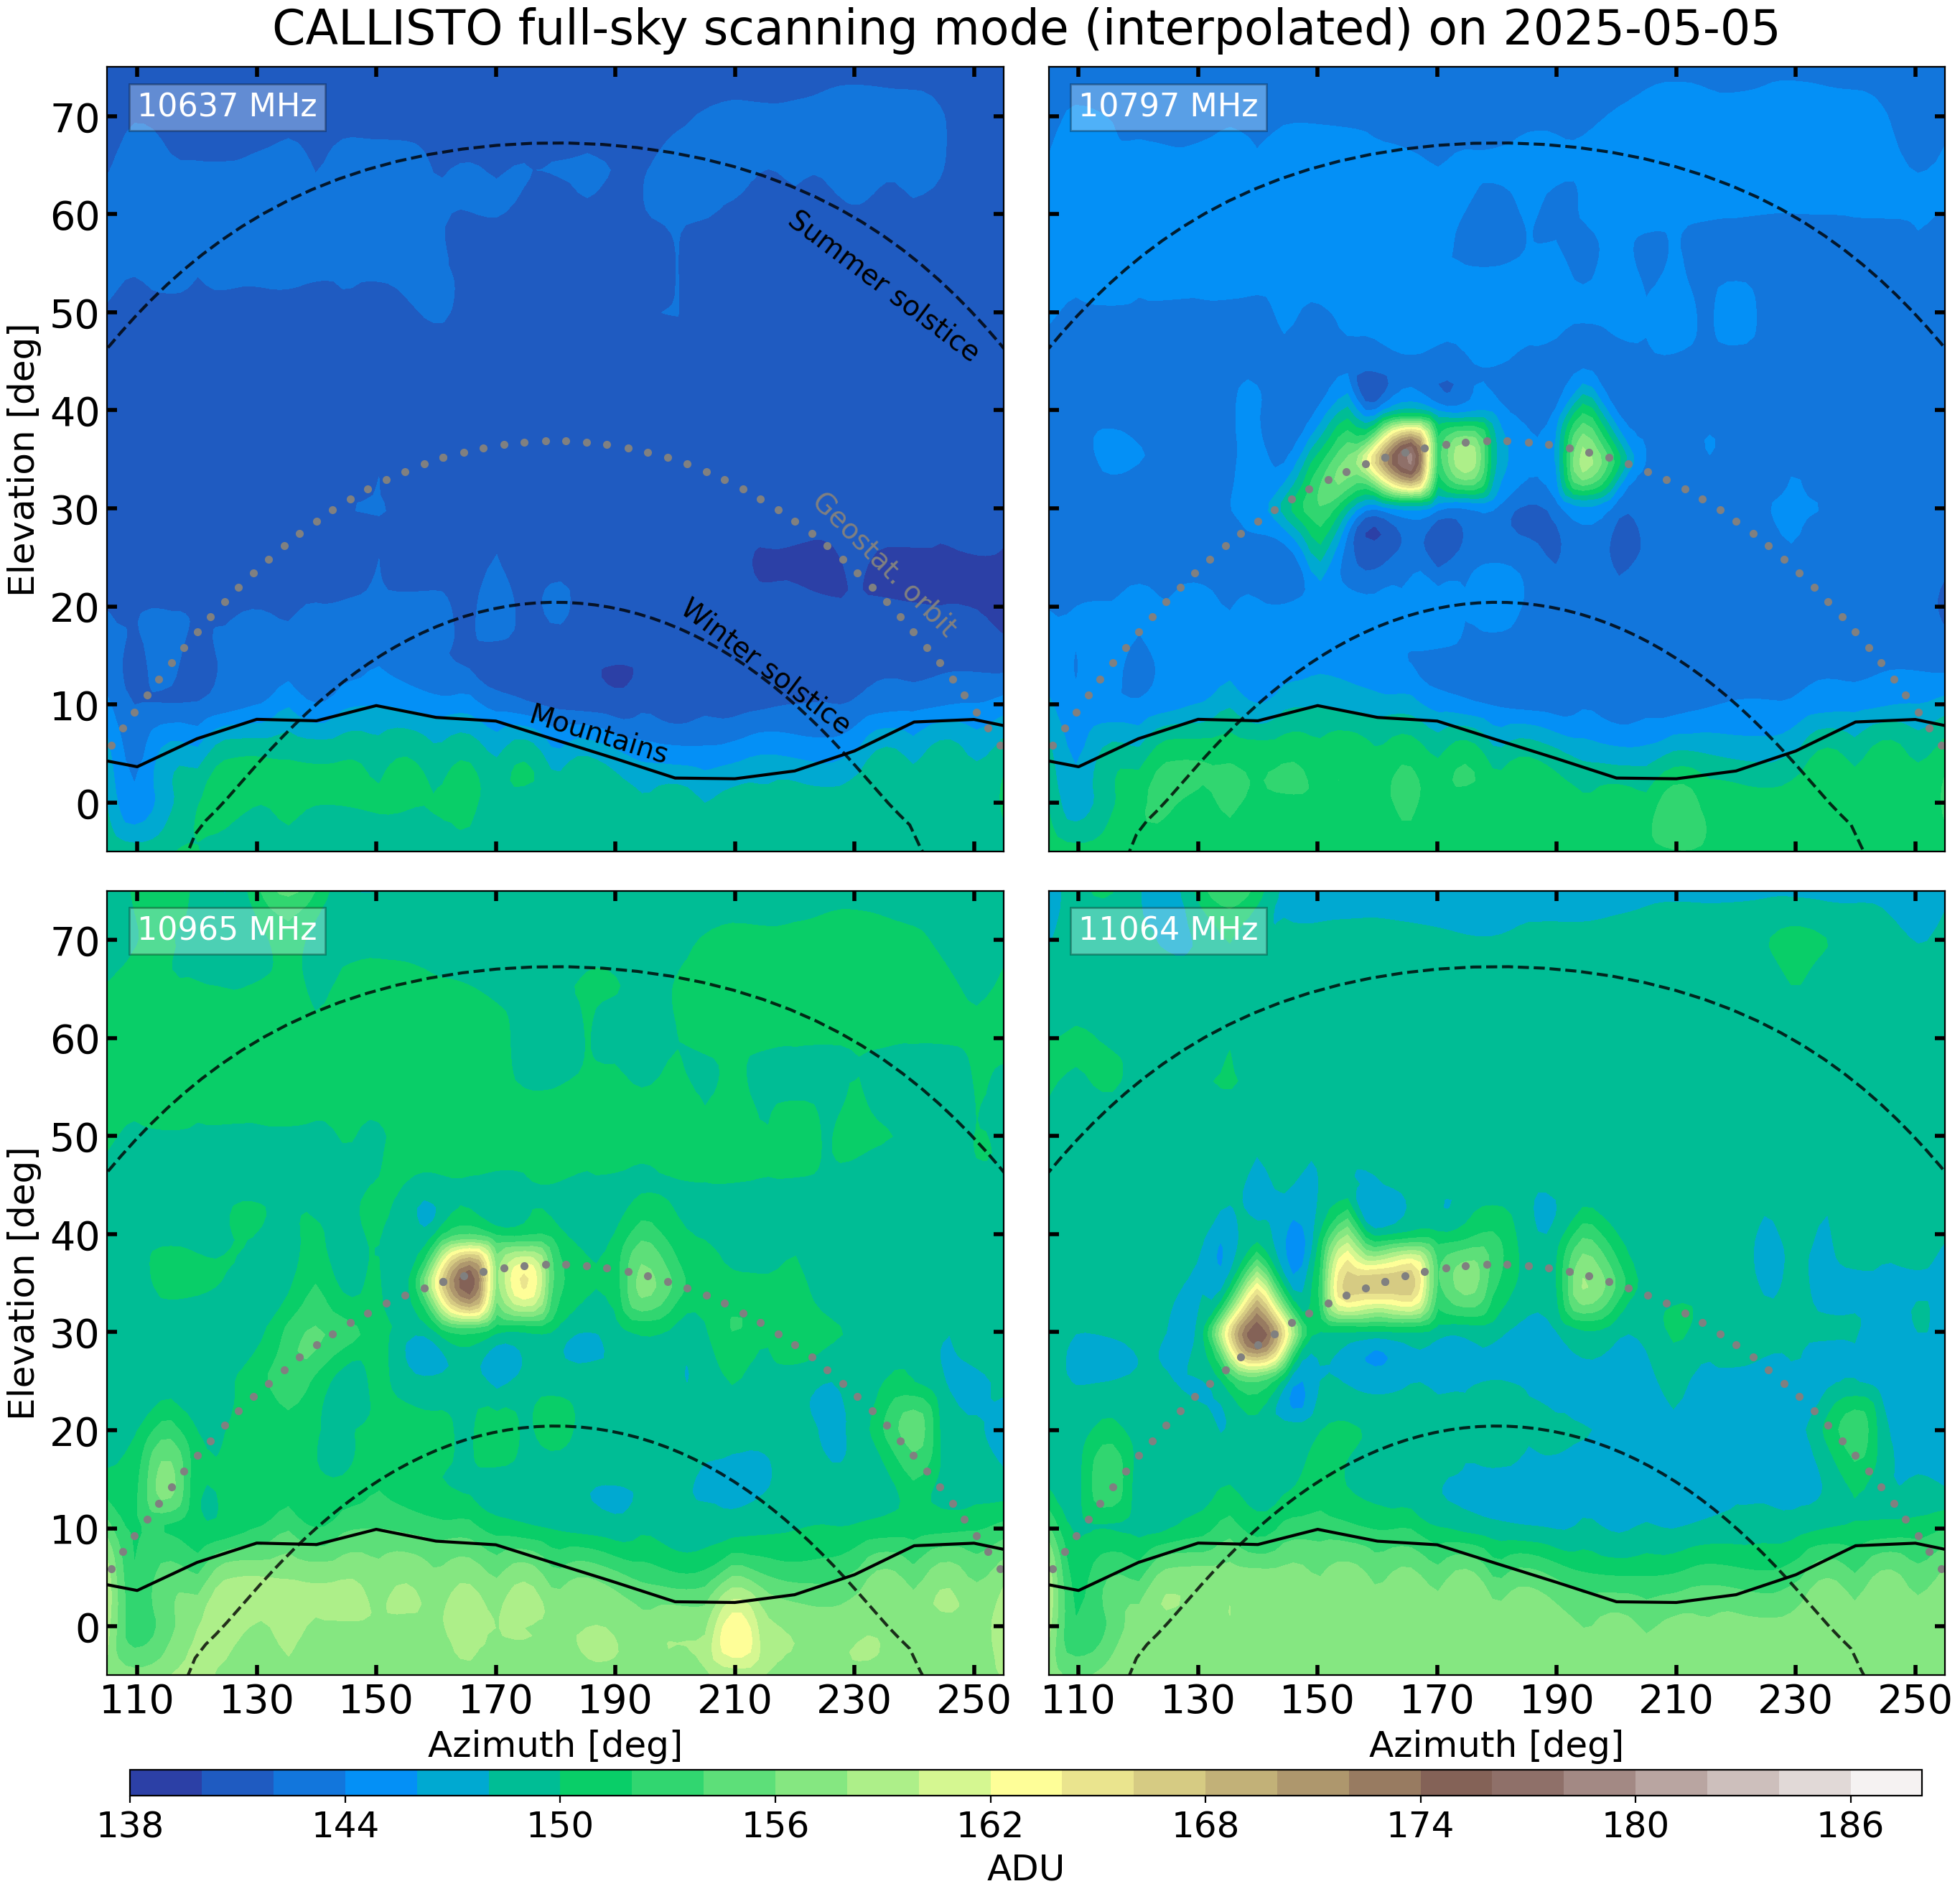 CALLISTO full-sky scanning mode (interpolated) on 2025-05-05
10637 MHz
10797 MHz
70
60
50
40
30
20
10
0
Elevation [deg]
Summer solstice
Geostat. orbit
Winter solstice
Mountains
10965 MHz
11064 MHz
70
60
50
40
30
20
10
0
Elevation [deg]
110 130 150 170 190 210 230 250
110 130 150 170 190 210 230 250
Azimuth [deg]
Azimuth [deg]
138 144 150 156 162 168 174 180 186
ADU